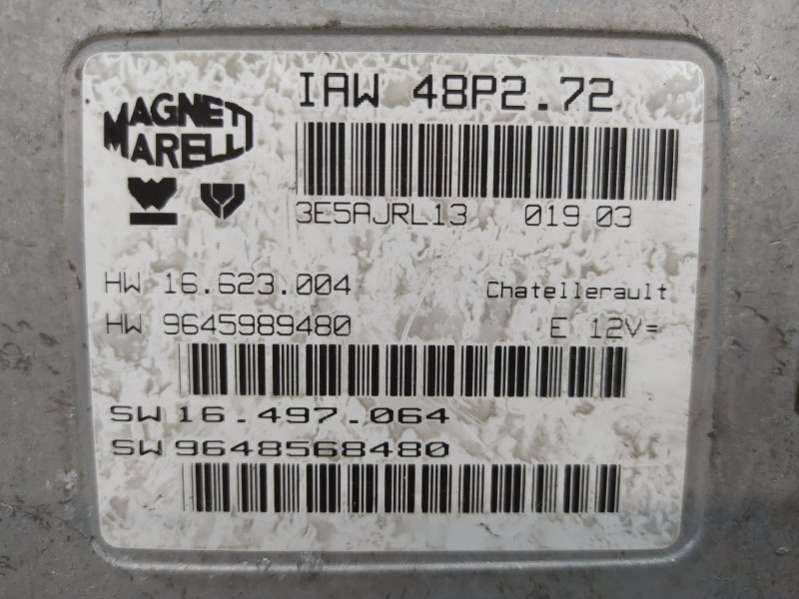 MAGNETI
MARELLI
IAW 48P2.72
3E5AJRL13 019 03
HW 16.623.004
Chatellerault
HW 9645989480
E 12V=
SW 16.497.064
SW 9648568480